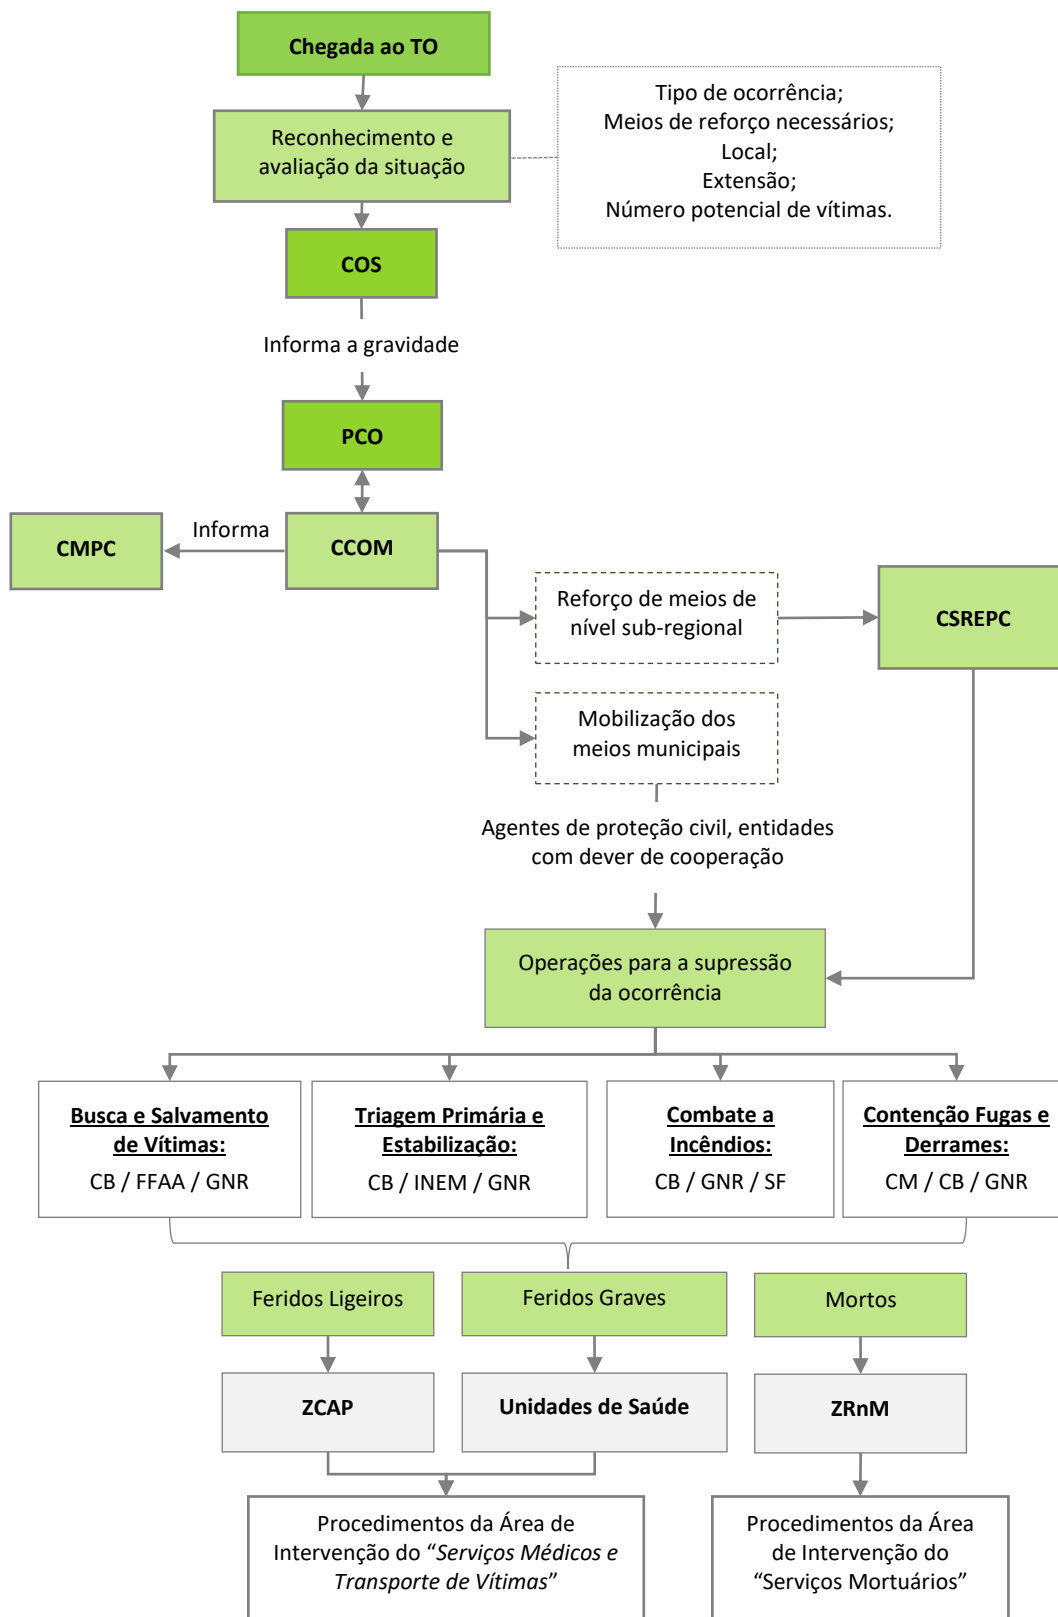 Chegada ao TO
Reconhecimento e
avaliação da situação
Tipo de ocorrência;
Meios de reforço necessários;
Local;
Extensão;
Número potencial de vítimas.
COS
Informa a gravidade
PCO
CMPC
Informa
CCOM
Reforço de meios de
nível sub-regional
CSREPC
Mobilização dos
meios municipais
Agentes de proteção civil, entidades
com dever de cooperação
Operações para a supressão
da ocorrência
Busca e Salvamento
de Vítimas:
CB / FFAA / GNR
Triagem Primária e
Estabilização:
CB / INEM / GNR
Combate a
Incêndios:
CB / GNR / SF
Contenção Fugas e
Derrames:
CM / CB / GNR
Feridos Ligeiros
Feridos Graves
Mortos
ZCAP
Unidades de Saúde
ZRnM
Procedimentos da Área de
Intervenção do “Serviços Médicos e
Transporte de Vítimas”
Procedimentos da Área
de Intervenção do
“Serviços Mortuários”